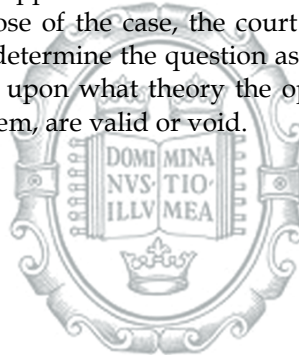 ose of the case, the court
determine the question as
upon what theory the op
em, are valid or void.
DOMI MINA
NVS TIO
ILLV MEA